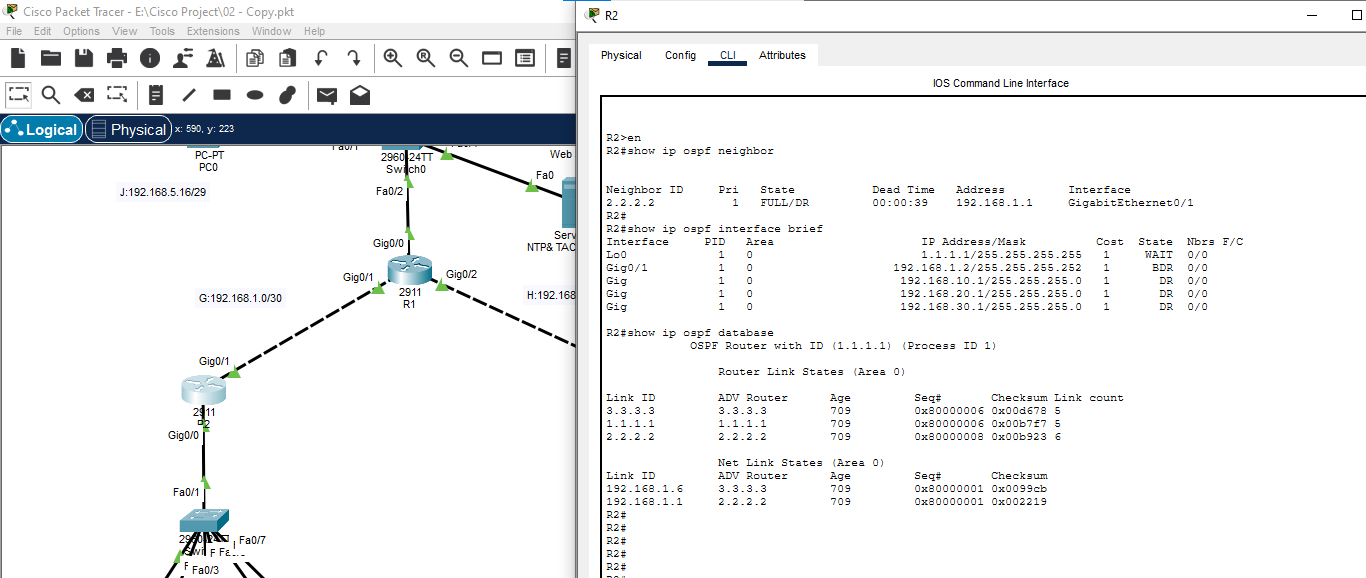 Cisco Packet Tracer - E:\Cisco Project\02 - Copy.pkt
File Edit Options View Tools Extensions Window Help
Logical Physical x: 590, y: 223
PC-PT
PC0
J:192.168.5.16/29
2960-24TT
Switch0
Web
Fa0
Fa0/2
Serv
NTP& TAC
Gig0/0
Gig0/1
Gig0/2
G:192.168.1.0/30
2911
R1
H:192.168
Gig0/1
2911
R2
Gig0/0
Fa0/1
2960-24TT
Fa0/7
Fa0/3
R2
Physical Config CLI Attributes
IOS Command Line Interface
R2>en
R2#show ip ospf neighbor
Neighbor ID Pri State Dead Time Address Interface
2.2.2.2 1 FULL/DR 00:00:39 192.168.1.1 GigabitEthernet0/1
R2#
R2#show ip ospf interface brief
Interface PID Area IP Address/Mask Cost State Nbrs F/C
Lo0 1 0 1.1.1.1/255.255.255.255 1 WAIT 0/0
Gig0/1 1 0 192.168.1.2/255.255.255.252 1 BDR 0/0
Gig 1 0 192.168.10.1/255.255.255.0 1 DR 0/0
Gig 1 0 192.168.20.1/255.255.255.0 1 DR 0/0
Gig 1 0 192.168.30.1/255.255.255.0 1 DR 0/0
R2#show ip ospf database
OSPF Router with ID (1.1.1.1) (Process ID 1)
Router Link States (Area 0)
Link ID ADV Router Age Seq# Checksum Link count
3.3.3.3 3.3.3.3 709 0x80000006 0x00d678 5
1.1.1.1 1.1.1.1 709 0x80000006 0x00b7f7 5
2.2.2.2 2.2.2.2 709 0x80000008 0x00b923 6
Net Link States (Area 0)
Link ID ADV Router Age Seq# Checksum
192.168.1.6 3.3.3.3 709 0x80000001 0x0099cb
192.168.1.1 2.2.2.2 709 0x80000001 0x002219
R2#
R2#
R2#
R2#
R2#